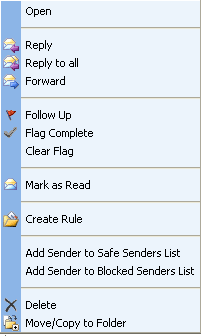 Open
Reply
Reply to all
Forward
Follow Up
Flag Complete
Clear Flag
Mark as Read
Create Rule
Add Sender to Safe Senders List
Add Sender to Blocked Senders List
Delete
Move/Copy to Folder